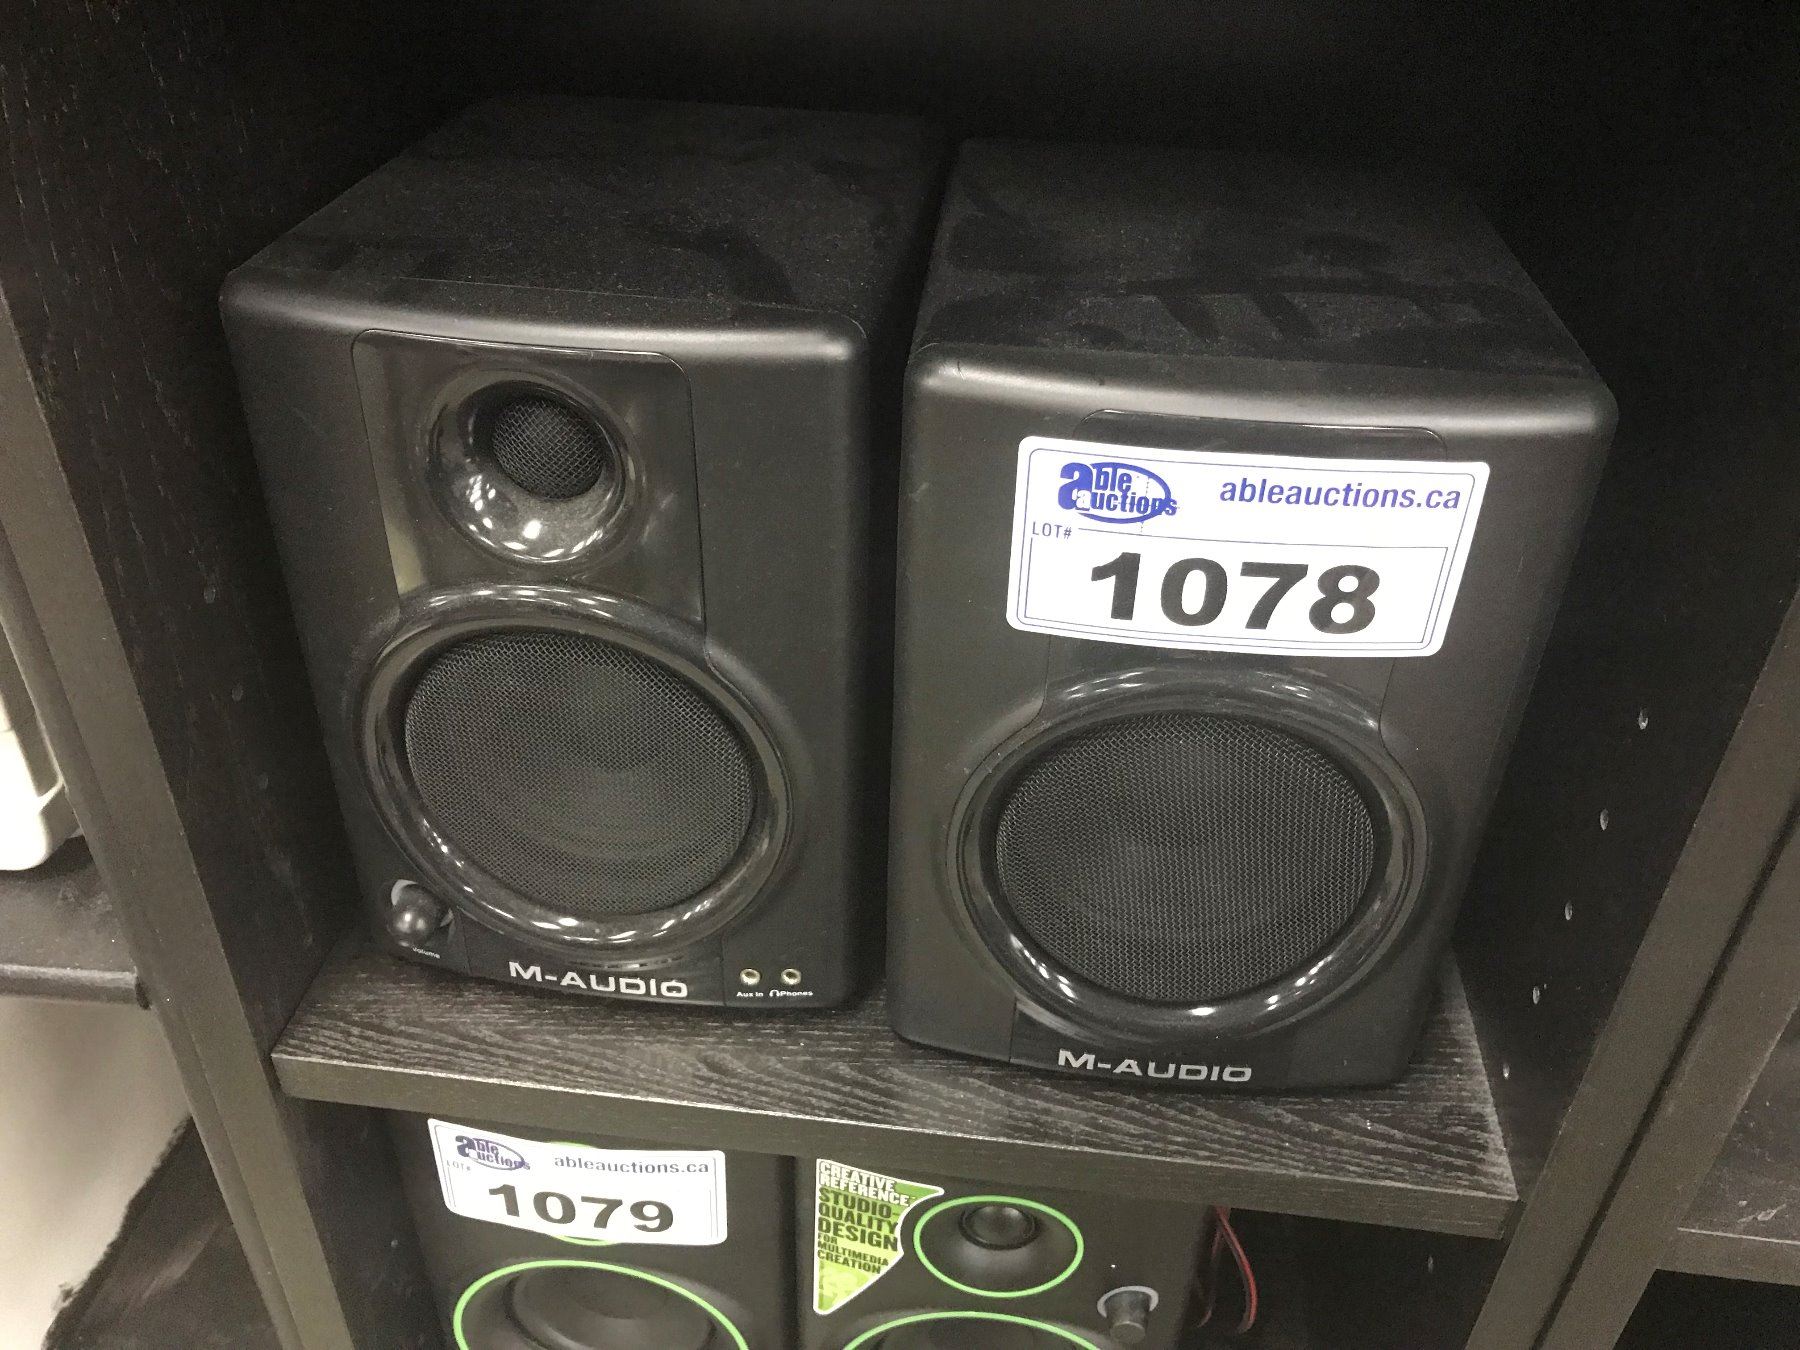 able auctions
ableauctions.ca
LOT#
1078
Volume
M-AUDIO
Aux in Phones
M-AUDIO
able auctions
ableauctions.ca
LOT#
1079
CREATIVE
REFERENCE
STUDIO-
QUALITY
DESIGN
FOR
MULTIMEDIA
CREATION